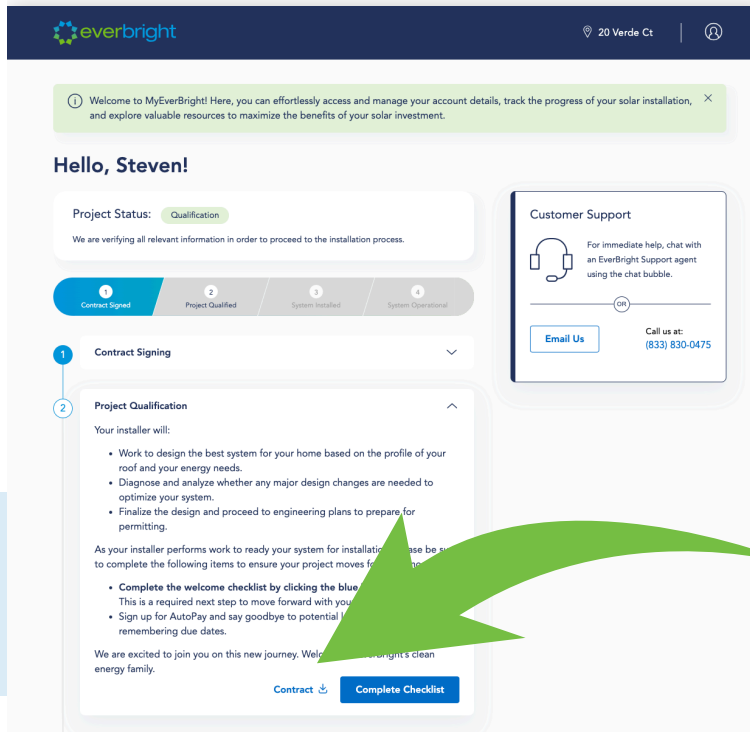 everbright
20 Verde Ct
Welcome to MyEverBright! Here, you can effortlessly access and manage your account details, track the progress of your solar installation,
and explore valuable resources to maximize the benefits of your solar investment.
Hello, Steven!
Project Status: Qualification
We are verifying all relevant information in order to proceed to the installation process.
1
Contract Signed
2
Project Qualified
3
System Installed
4
System Operational
Customer Support
For immediate help, chat with
an EverBright Support agent
using the chat bubble.
OR
Email Us
Call us at:
(833) 830-0475
1 Contract Signing
2 Project Qualification
Your installer will:
• Work to design the best system for your home based on the profile of your
roof and your energy needs.
• Diagnose and analyze whether any major design changes are needed to
optimize your system.
• Finalize the design and proceed to engineering plans to prepare for
permitting.
As your installer performs work to ready your system for be
to complete the following items to ensure your project moves
• Complete the welcome checklist by clicking the blue
This is a required next step to move forward with
• Sign up for AutoPay and say goodbye to potential
remembering due dates.
We are excited to join you on this new journey. clean
energy family.
Contract
Complete Checklist